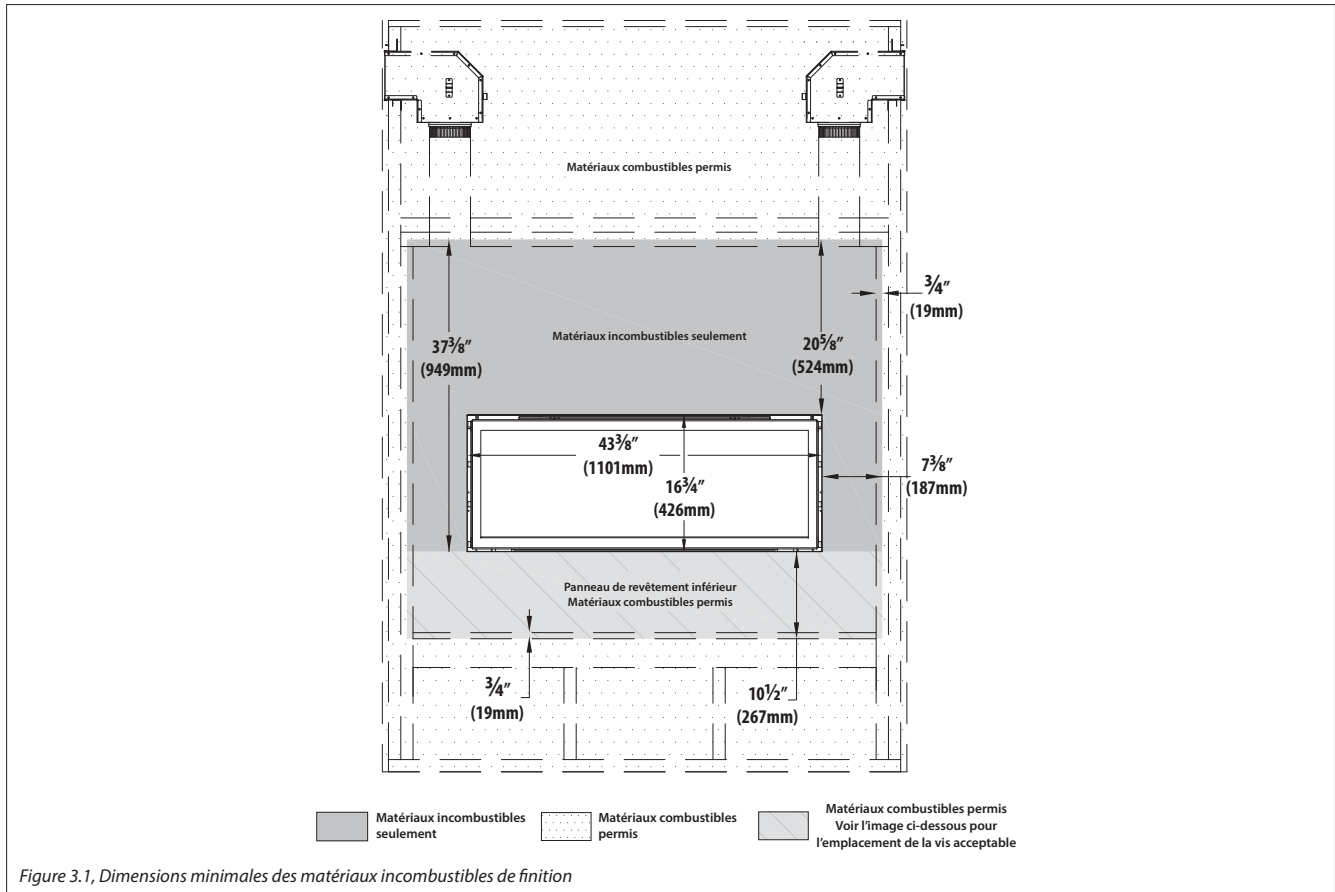 Matériaux combustibles permis
3/4"
(19mm)
Matériaux incombustibles seulement
37 3/8"
(949mm)
20 5/8"
(524mm)
43 3/8"
(1101mm)
16 3/4"
(426mm)
7 3/8"
(187mm)
Panneau de revêtement inférieur
Matériaux combustibles permis
3/4"
(19mm)
10 1/2"
(267mm)
Matériaux incombustibles
seulement
Matériaux combustibles
permis
Matériaux combustibles permis
Voir l'image ci-dessous pour
l'emplacement de la vis acceptable
Figure 3.1, Dimensions minimales des matériaux incombustibles de finition